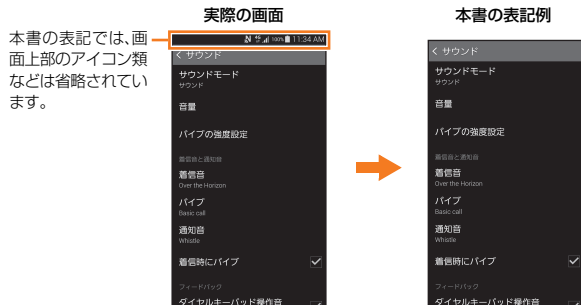 実際の画面
本書の表記例
本書の表記では、画
面上部のアイコン類
などは省略されてい
ます。
100% 11:34 AM
< サウンド
サウンドモード
サウンド
音量
バイブの強度設定
着信音と通知音
着信音
Over the Horizon
バイブ
Basic call
通知音
Whistle
着信時にバイブ
フィードバック
ダイヤルキーパッド操作音
< サウンド
サウンドモード
サウンド
音量
バイブの強度設定
着信音と通知音
着信音
Over the Horizon
バイブ
Basic call
通知音
Whistle
着信時にバイブ
フィードバック
ダイヤルキーパッド操作音